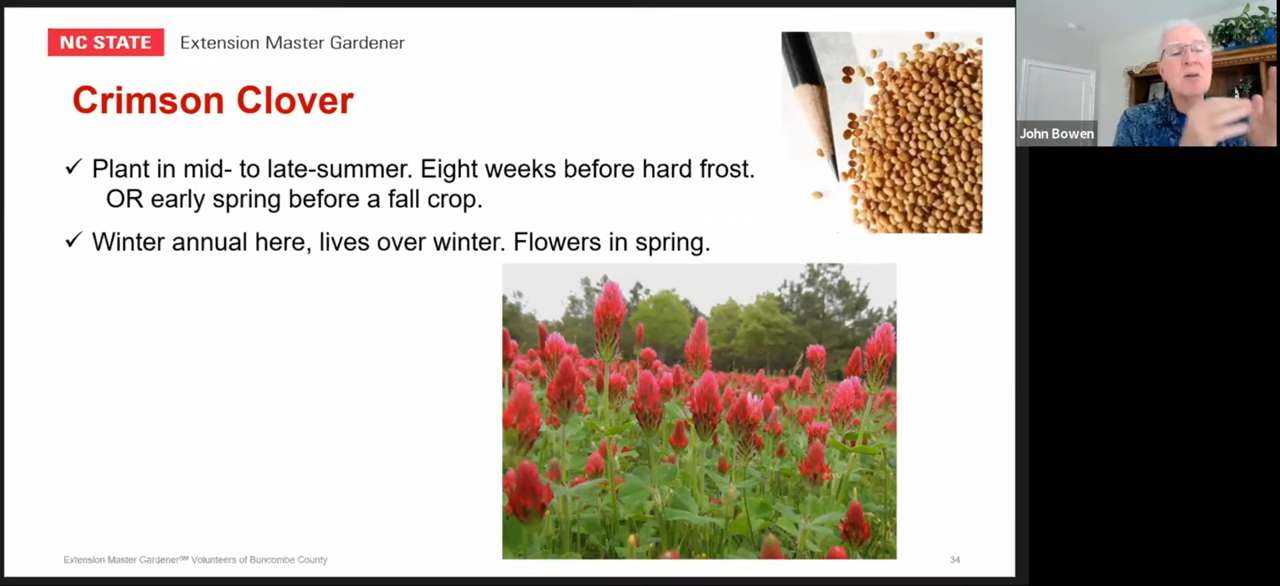 NC STATE Extension Master Gardener
Crimson Clover
✓ Plant in mid- to late-summer. Eight weeks before hard frost.
OR early spring before a fall crop.
✓ Winter annual here, lives over winter. Flowers in spring.
John Bowen
Extension Master Gardener℠ Volunteers of Buncombe County
34